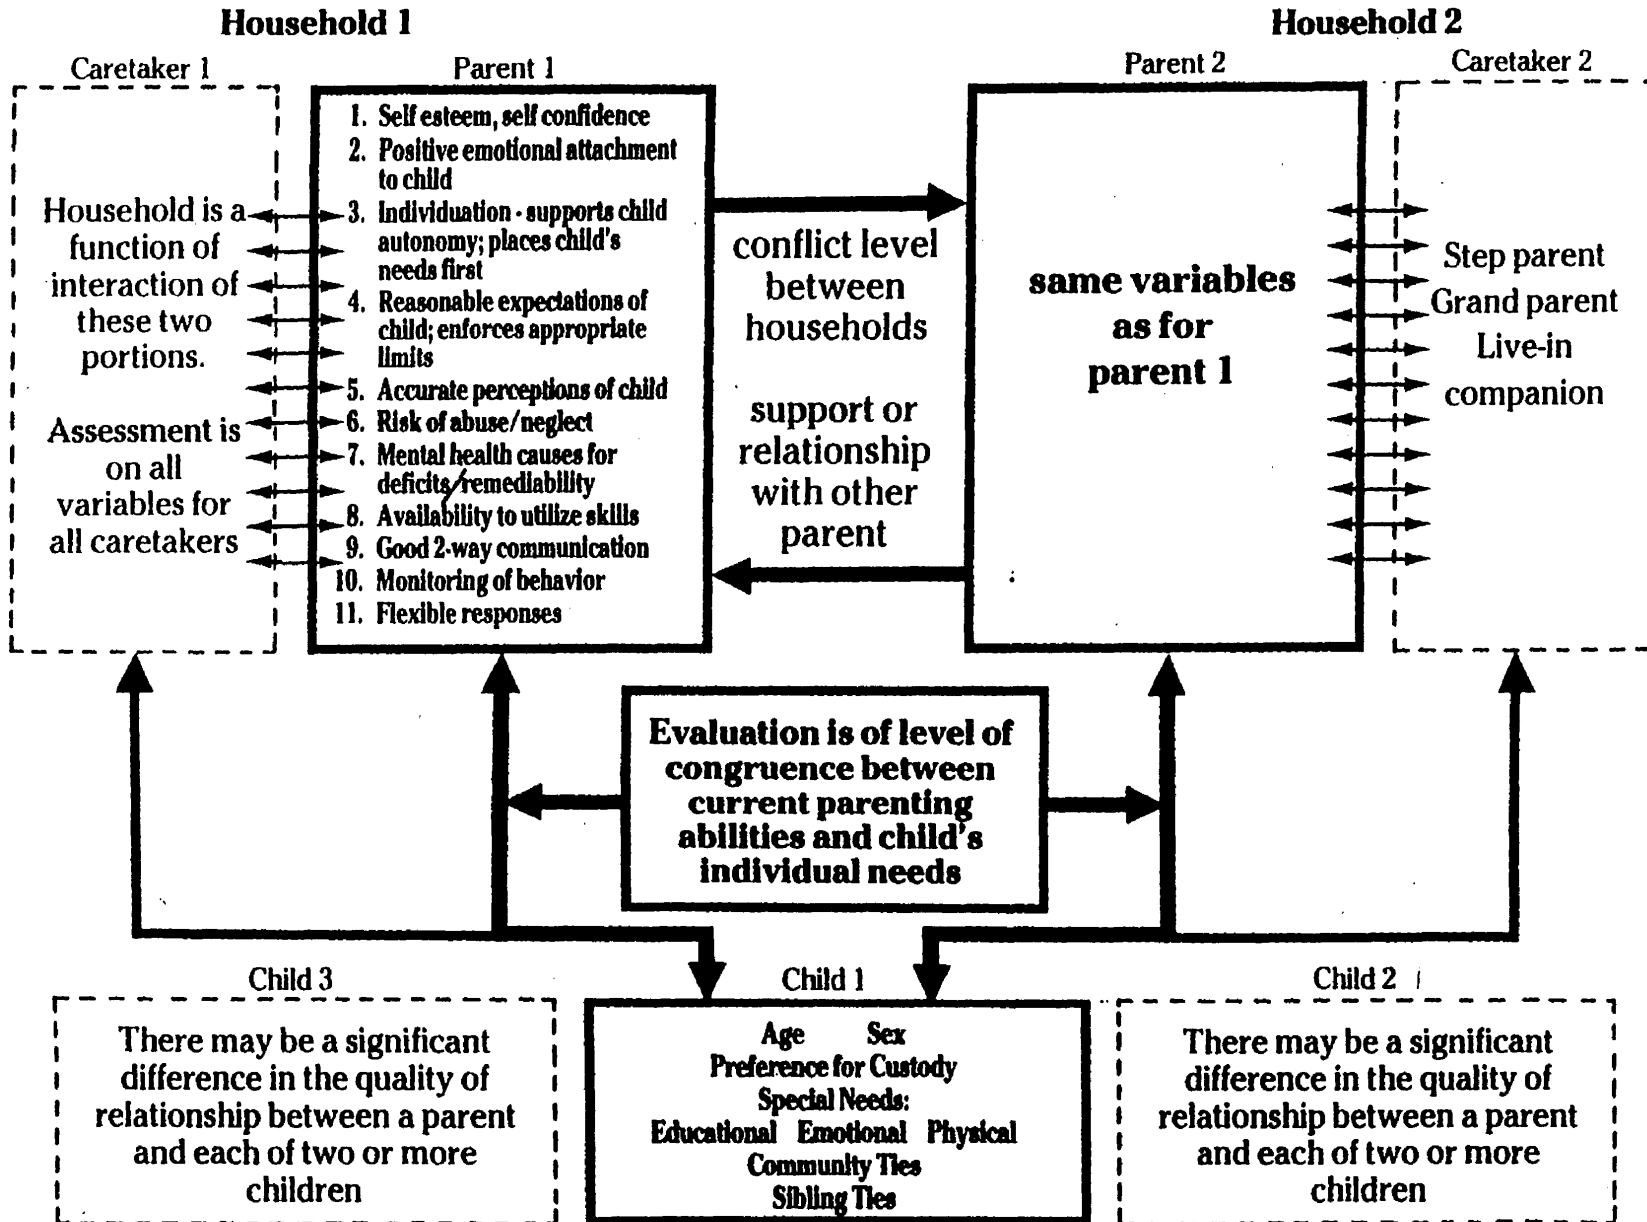 Household 1
Household 2
Caretaker 1
Parent 1
Parent 2
Caretaker 2
Household is a
function of
interaction of
these two
portions.
Assessment is
on all
variables for
all caretakers
1. Self esteem, self confidence
2. Positive emotional attachment
to child
3. Individuation - supports child
autonomy; places child's
needs first
4. Reasonable expectations of
child; enforces appropriate
limits
5. Accurate perceptions of child
6. Risk of abuse/neglect
7. Mental health causes for
deficits/remediability
8. Availability to utilize skills
9. Good 2-way communication
10. Monitoring of behavior
11. Flexible responses
conflict level
between
households
support or
relationship
with other
parent
same variables
as for
parent 1
Step parent
Grand parent
Live-in
companion
Evaluation is of level of
congruence between
current parenting
abilities and child's
individual needs
Child 3
There may be a significant
difference in the quality of
relationship between a parent
and each of two or more
children
Child 1
Age Sex
Preference for Custody
Special Needs:
Educational Emotional Physical
Community Ties
Sibling Ties
Child 2
There may be a significant
difference in the quality of
relationship between a parent
and each of two or more
children